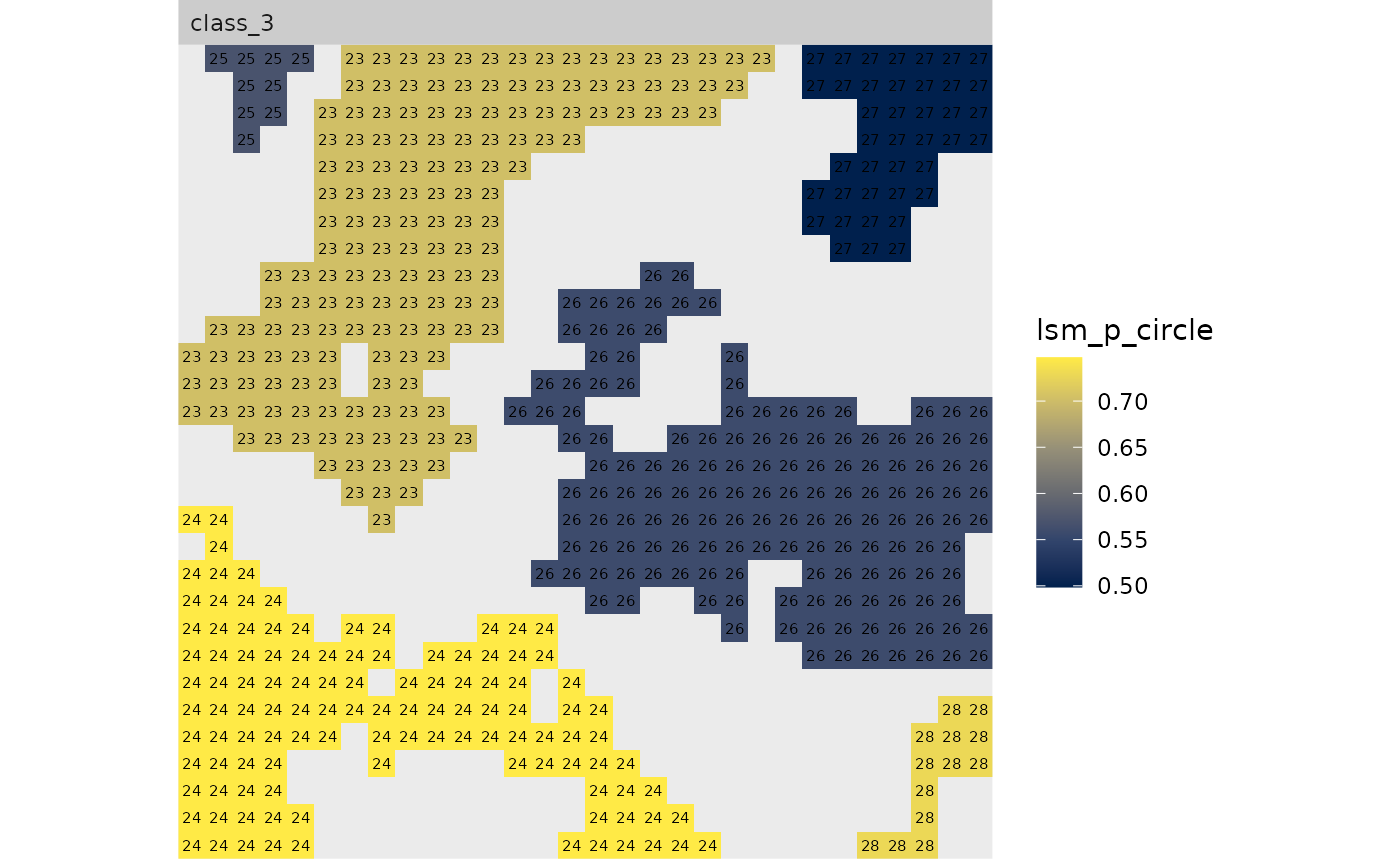 class_3
25 25 25 25 23 23 23 23 23 23 23 23 23 23 23 23 23 23 23 23 27 27 27 27 27 27 27
25 25 23 23 23 23 23 23 23 23 23 23 23 23 23 23 23 27 27 27 27 27 27 27
25 25 23 23 23 23 23 23 23 23 23 23 23 23 23 23 23 27 27 27 27 27
25 23 23 23 23 23 23 23 23 23 23 27 27 27 27 27
23 23 23 23 23 23 23 23 27 27 27 27
23 23 23 23 23 23 23 27 27 27 27 27
23 23 23 23 23 23 23 27 27 27 27
23 23 23 23 23 23 23 27 27 27
23 23 23 23 23 23 23 23 23 26 26
23 23 23 23 23 23 23 23 23 26 26 26 26 26 26
23 23 23 23 23 23 23 23 23 23 23 26 26 26 26
23 23 23 23 23 23 23 23 23 26 26 26
23 23 23 23 23 23 23 23 26 26 26 26 26
23 23 23 23 23 23 23 23 23 23 26 26 26 26 26 26 26 26 26 26 26
23 23 23 23 23 23 23 23 23 26 26 26 26 26 26 26 26 26 26 26 26 26 26
23 23 23 23 23 26 26 26 26 26 26 26 26 26 26 26 26 26 26 26
23 23 23 26 26 26 26 26 26 26 26 26 26 26 26 26 26 26 26
24 24 23 26 26 26 26 26 26 26 26 26 26 26 26 26 26 26 26
24 26 26 26 26 26 26 26 26 26 26 26 26 26 26 26
24 24 24 26 26 26 26 26 26 26 26 26 26 26 26 26 26
24 24 24 24 26 26 26 26 26 26 26 26 26 26 26
24 24 24 24 24 24 24 24 24 24 26 26 26 26 26 26 26 26 26
24 24 24 24 24 24 24 24 24 24 24 24 24 26 26 26 26 26 26 26
24 24 24 24 24 24 24 24 24 24 24 24 24
24 24 24 24 24 24 24 24 24 24 24 24 24 24 24 28 28
24 24 24 24 24 24 24 24 24 24 24 24 24 24 24 28 28 28
24 24 24 24 24 24 24 24 24 24 28 28 28
24 24 24 24 24 24 24 28
24 24 24 24 24 24 24 24 24 28
24 24 24 24 24 24 24 24 24 24 24 28 28 28
lsm_p_circle
0.70
0.65
0.60
0.55
0.50